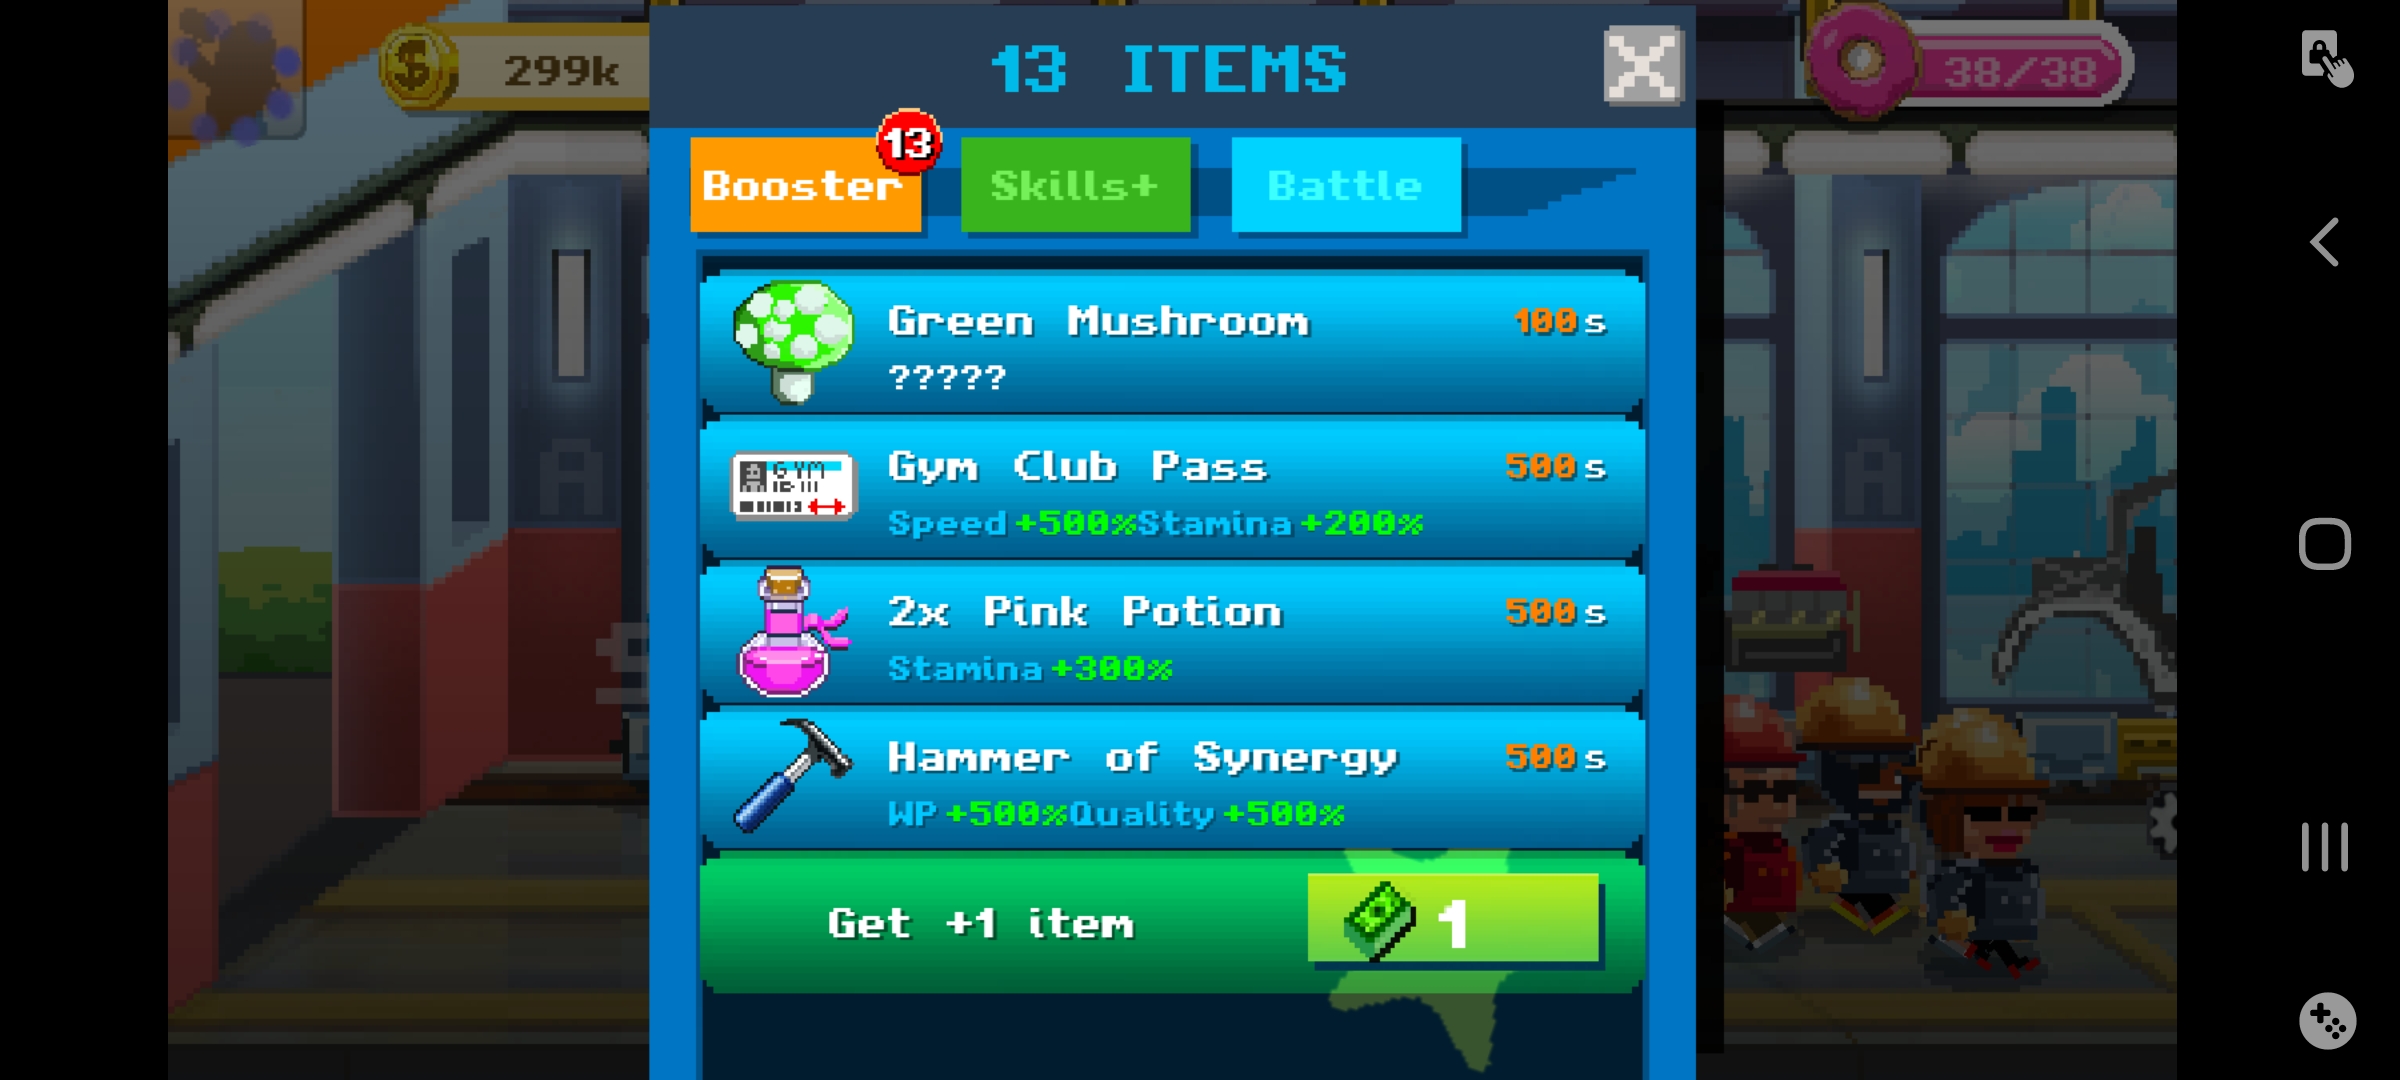 299k
13 ITEMS
38/38
13
Booster
Skills+
Battle
Green Mushroom 100s
?????
GYM
Gym Club Pass 500s
Speed +500%Stamina +200%
2x Pink Potion 500s
Stamina +300%
Hammer of Synergy 500s
WP +500%Quality +500%
Get +1 item 1
A
A